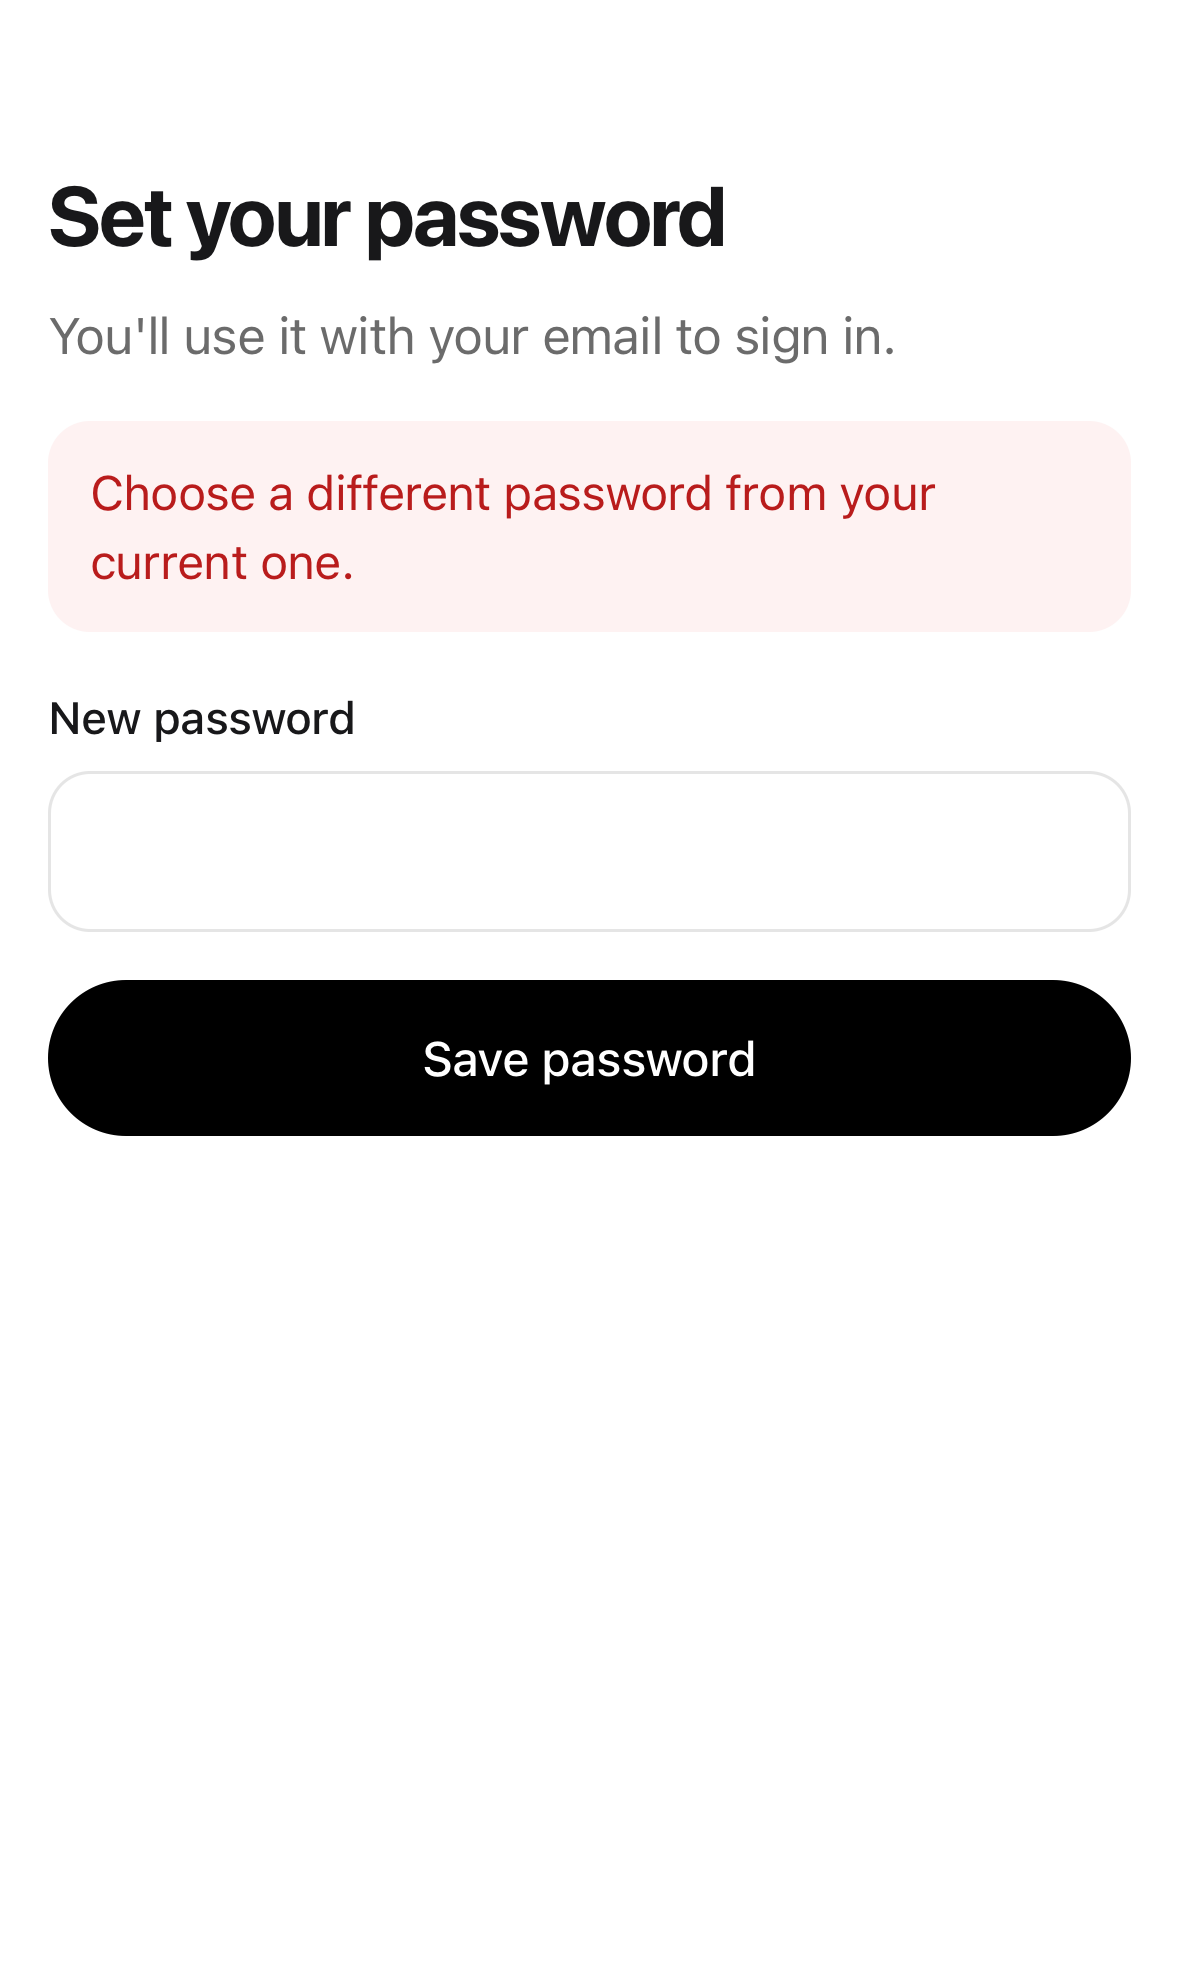 Set your password
You'll use it with your email to sign in.
Choose a different password from your
current one.
New password
Save password